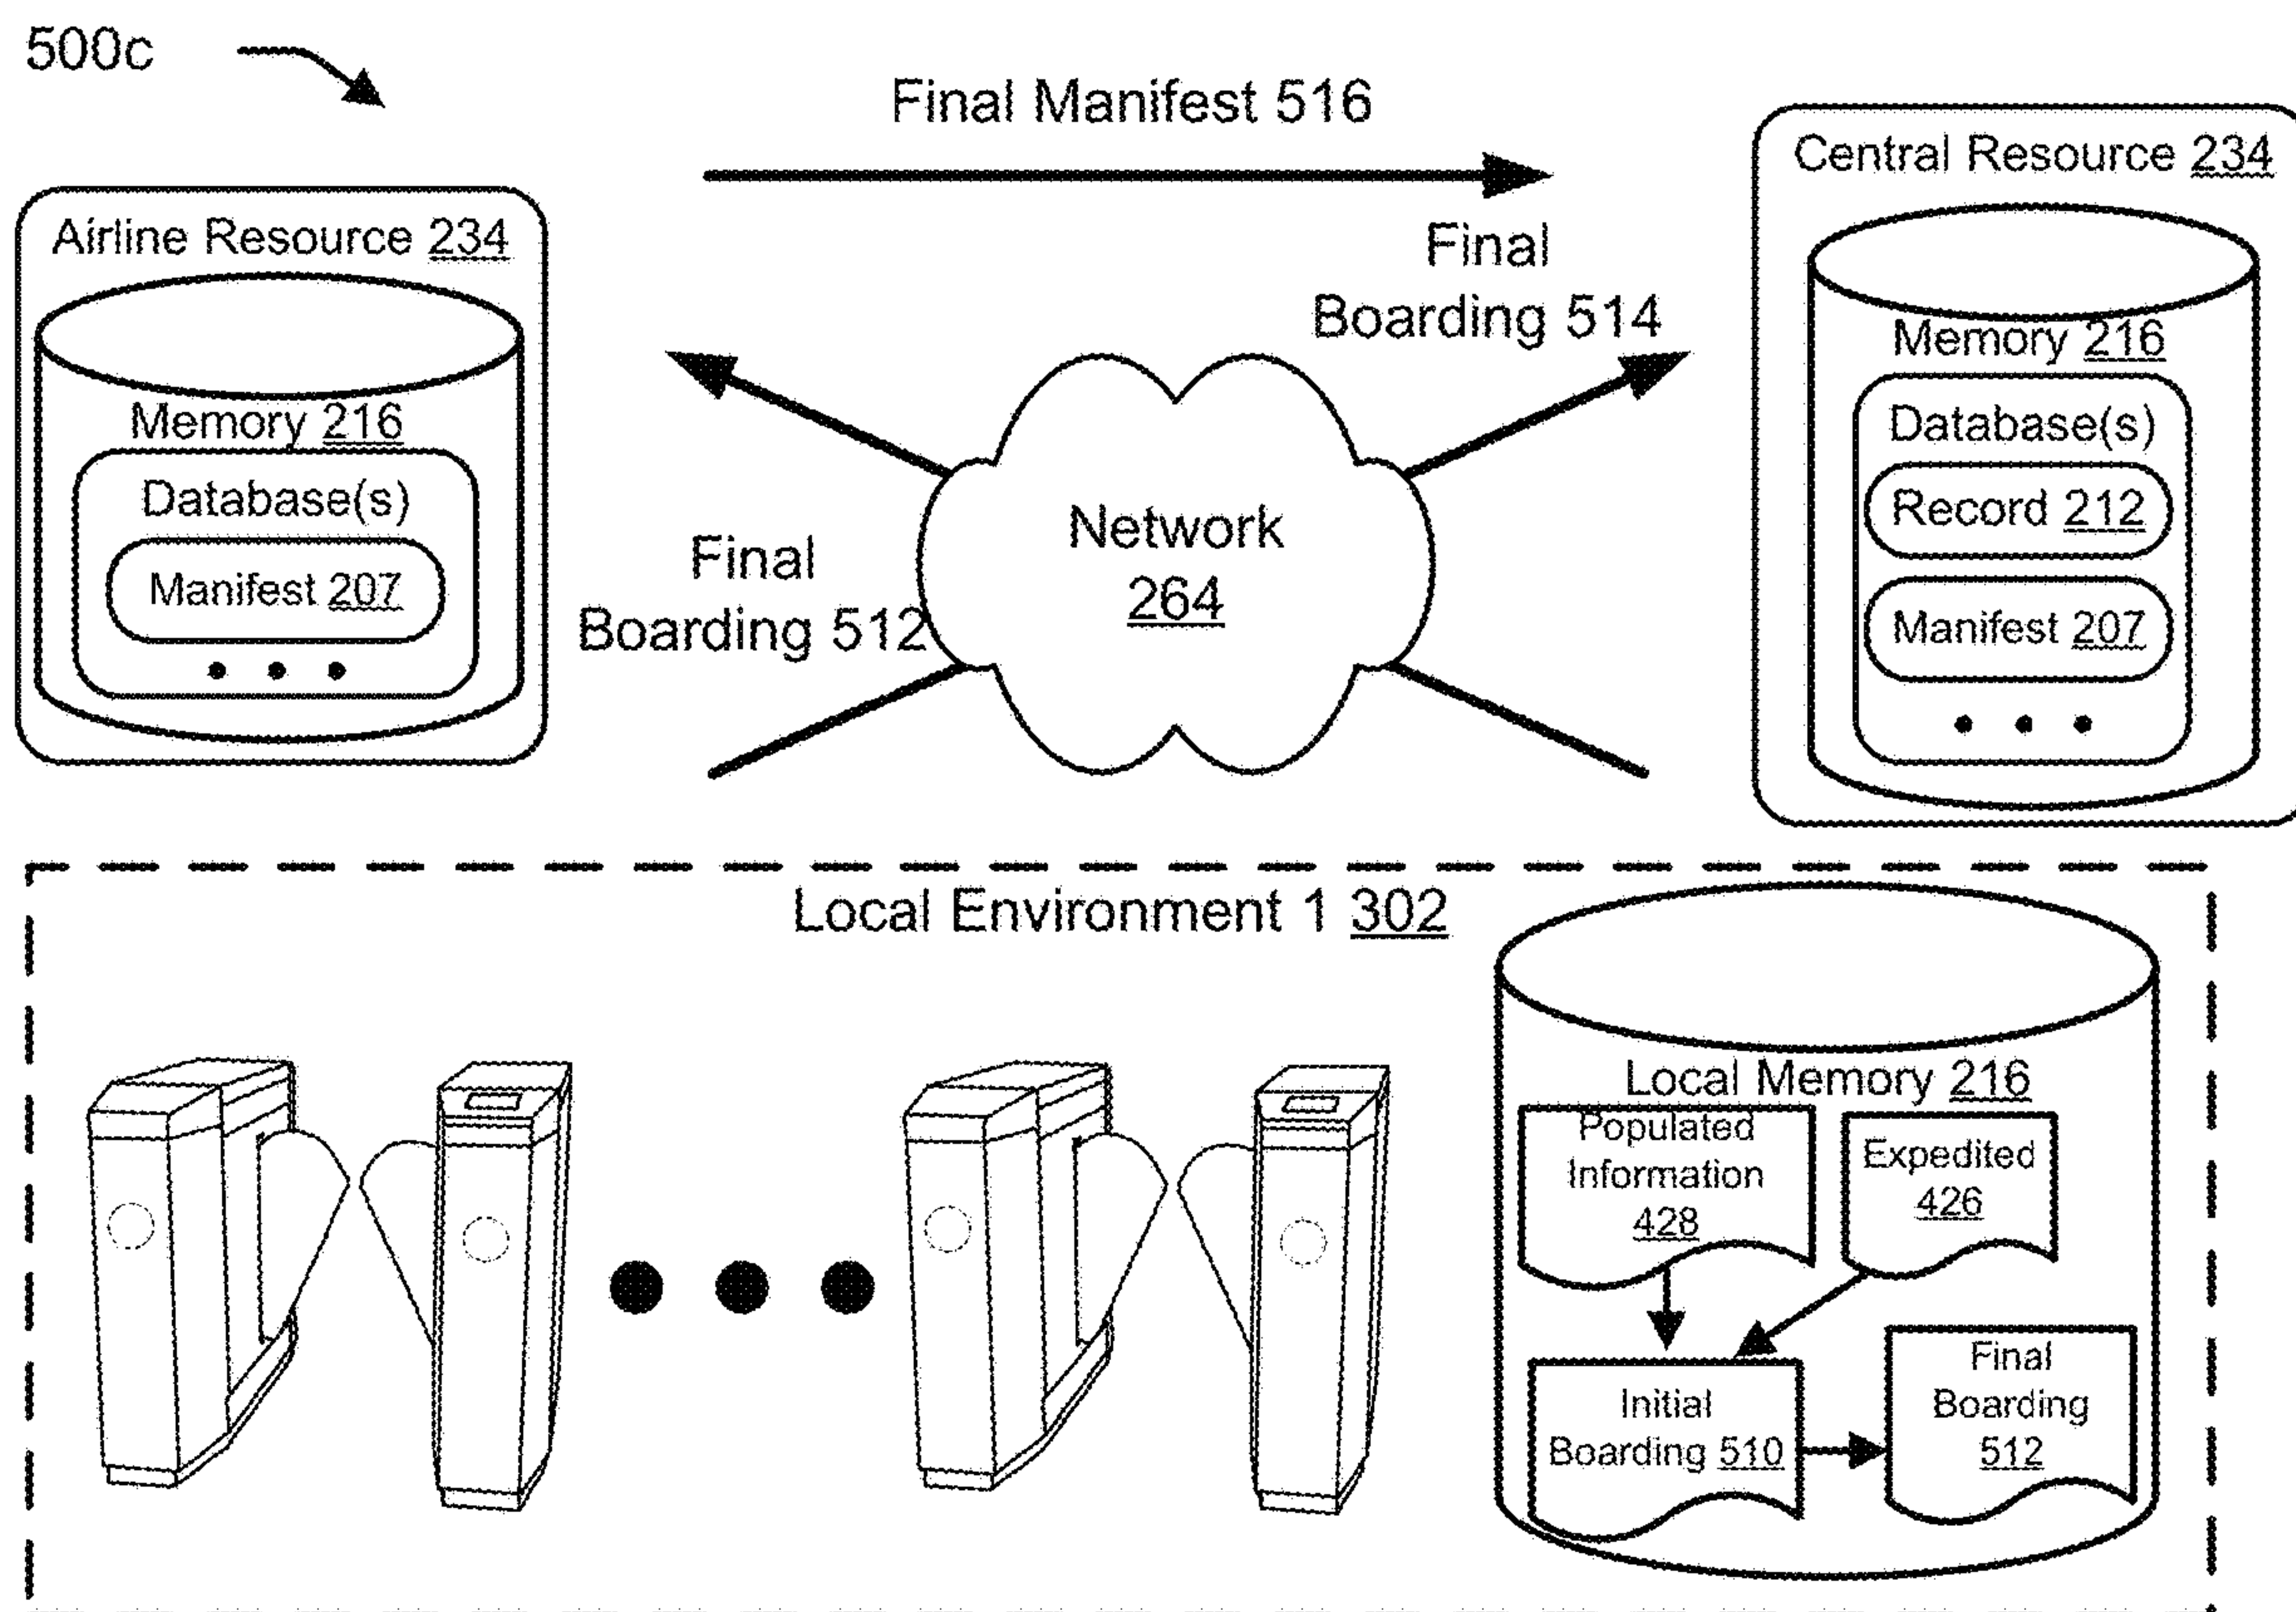 500c
Final Manifest 516
Airline Resource 234
Memory 216
Database(s)
Manifest 207
Final
Boarding 512
Network
264
Final
Boarding 514
Central Resource 234
Memory 216
Database(s)
Record 212
Manifest 207
Local Environment 1 302
Local Memory 216
Populated
Information
428
Expedited
426
Initial
Boarding 510
Final
Boarding
512